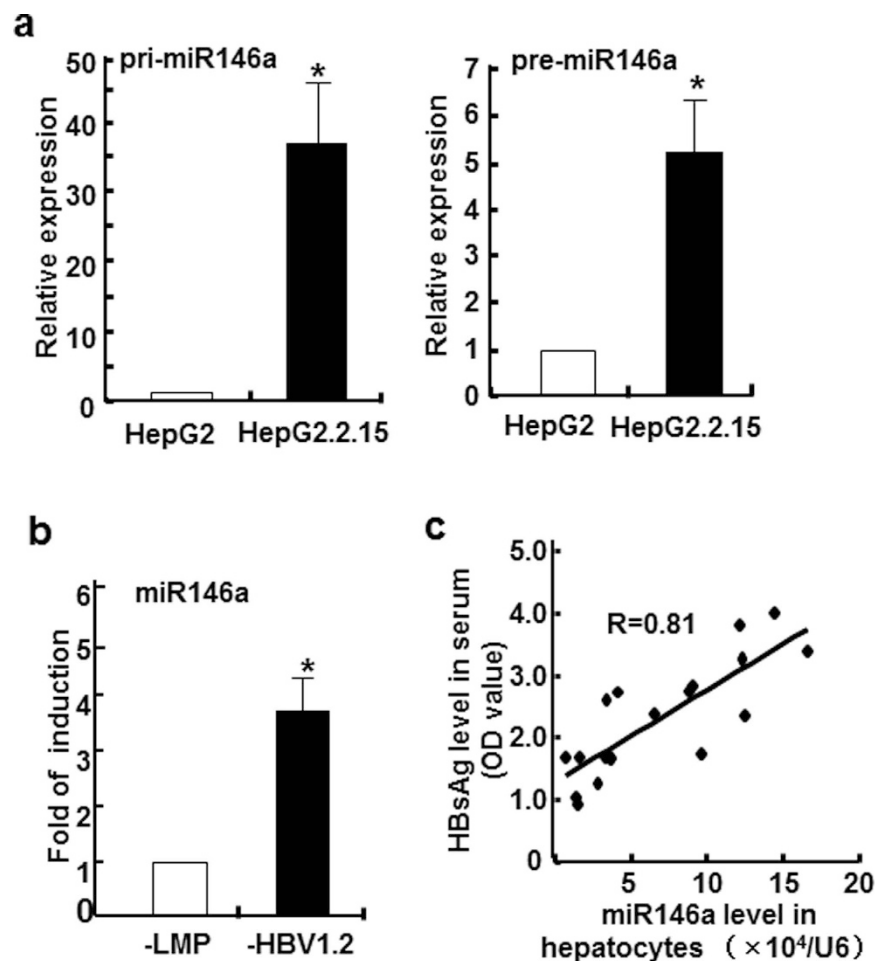 a
pri-miR146a
*
50
40
30
20
10
0
Relative expression
HepG2 HepG2.2.15
pre-miR146a
*
7
6
5
4
3
2
1
0
Relative expression
HepG2 HepG2.2.15
b
miR146a
*
6
5
4
3
2
1
0
Fold of induction
-LMP -HBV1.2
c
R=0.81
5.0
4.0
3.0
2.0
1.0
0
HBsAg level in serum
(OD value)
5 10 15 20
miR146a level in
hepatocytes (×10⁴/U6)